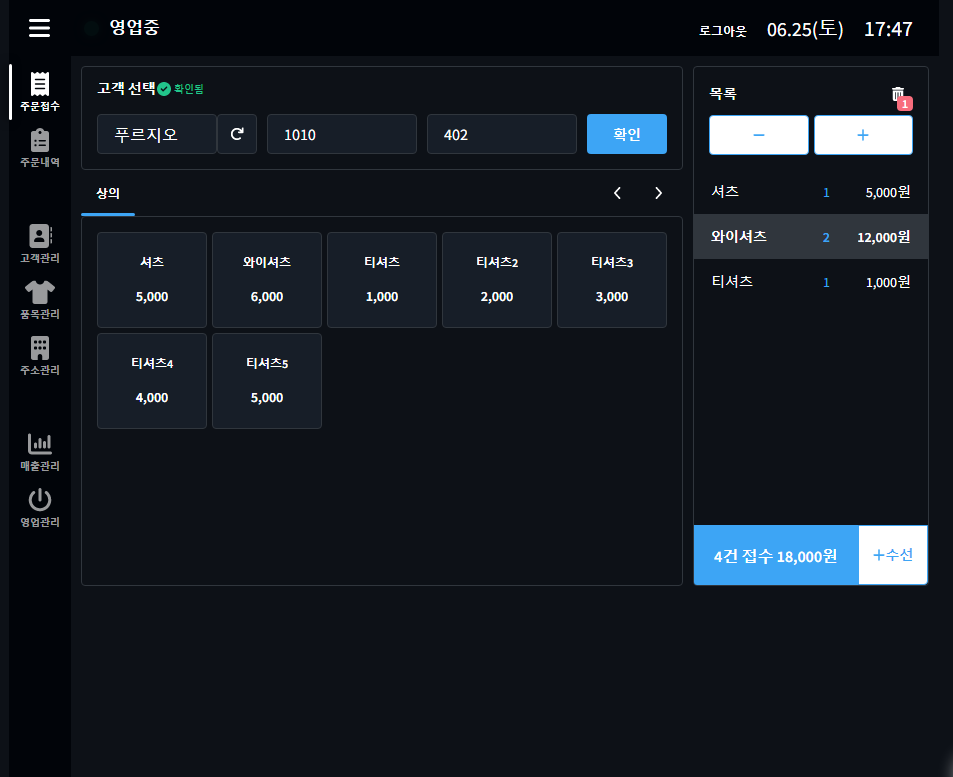 영업중
로그아웃 06.25(토) 17:47
주문접수
주문내역
고객관리
품목관리
주소관리
매출관리
영업관리
고객 선택 확인됨
푸르지오 1010 402 확인
상의
셔츠 와이셔츠 티셔츠 티셔츠2 티셔츠3
5,000 6,000 1,000 2,000 3,000
티셔츠4 티셔츠5
4,000 5,000
목록 1
− +
셔츠 1 5,000원
와이셔츠 2 12,000원
티셔츠 1 1,000원
4건 접수 18,000원 +수선